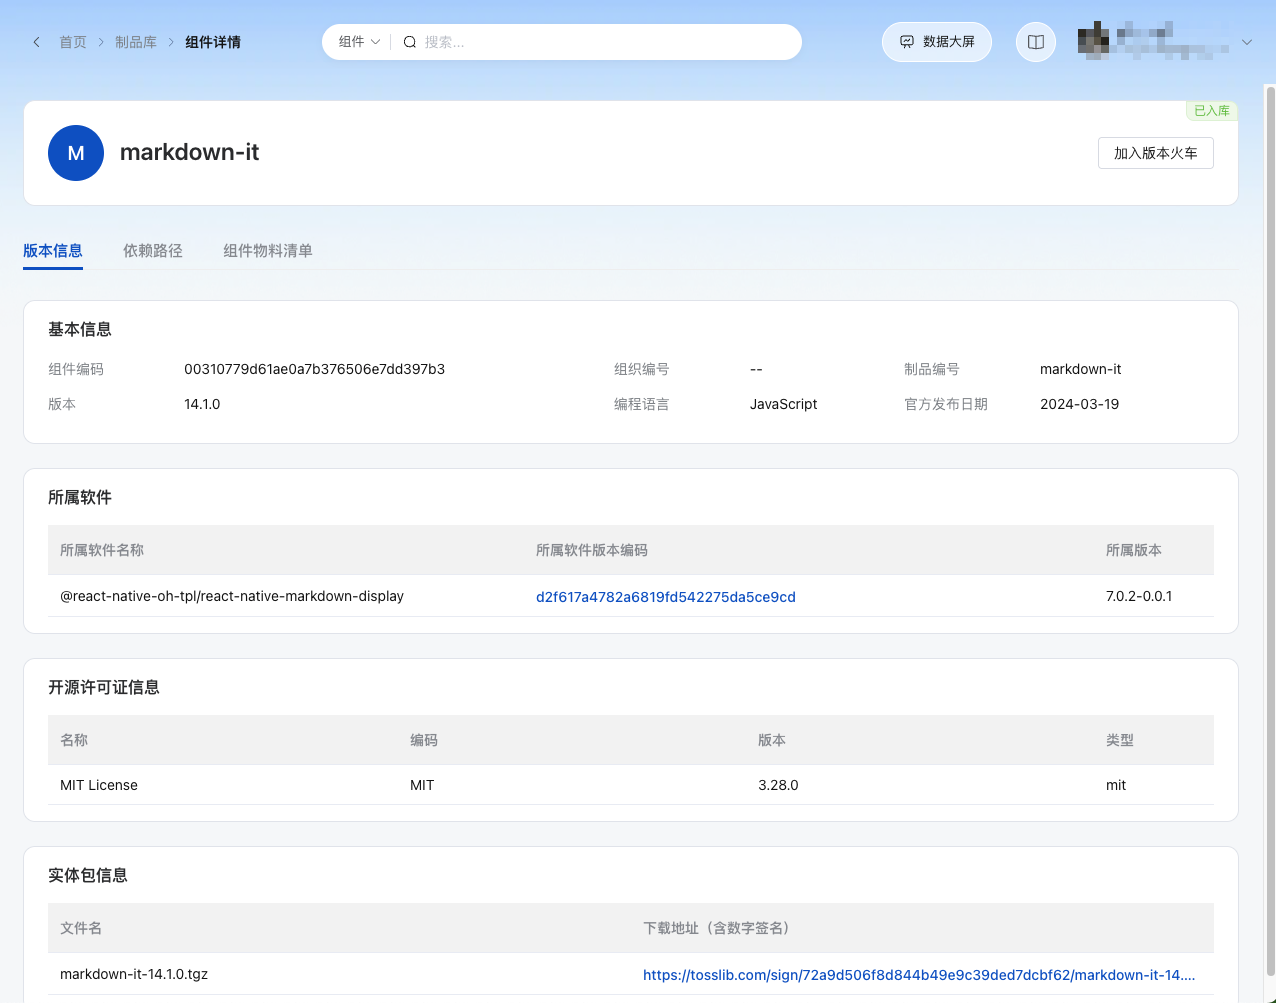 首页 > 制品库 > 组件详情 组件 搜索... 数据大屏
已入库
M markdown-it 加入版本火车
版本信息 依赖路径 组件物料清单
基本信息
组件编码 00310779d61ae0a7b376506e7dd397b3 组织编号 -- 制品编号 markdown-it
版本 14.1.0 编程语言 JavaScript 官方发布日期 2024-03-19
所属软件
所属软件名称 所属软件版本编码 所属版本
@react-native-oh-tpl/react-native-markdown-display d2f617a4782a6819fd542275da5ce9cd 7.0.2-0.0.1
开源许可证信息
名称 编码 版本 类型
MIT License MIT 3.28.0 mit
实体包信息
文件名 下载地址（含数字签名）
markdown-it-14.1.0.tgz https://tosslib.com/sign/72a9d506f8d844b49e9c39ded7dcbf62/markdown-it-14....